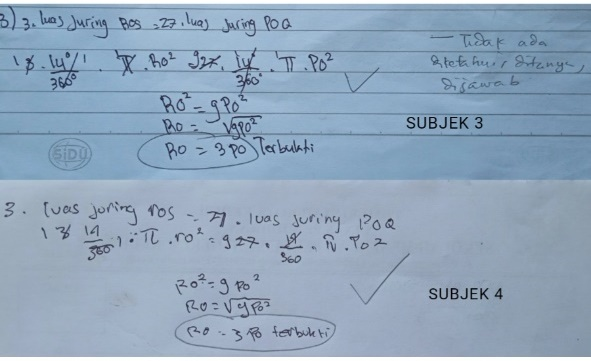 3) 3. luas juring ROS = 27. luas juring POQ
1 3. 14°/360° . π . RO² 9 27. 14/360° . π . PO²
RO² = 9 PO²
RO = √9PO²
RO = 3 PO Terbukti
— Tidak ada
diketahui, ditanya,
dijawab
SUBJEK 3
SiDU
3. luas juring ROS = 27. luas juring POQ
1 3 14/360 . π . ro² = 9 27. 14/360 . π . PO2
RO² = 9 PO²
RO = √9PO²
RO = 3 PO terbukti
SUBJEK 4